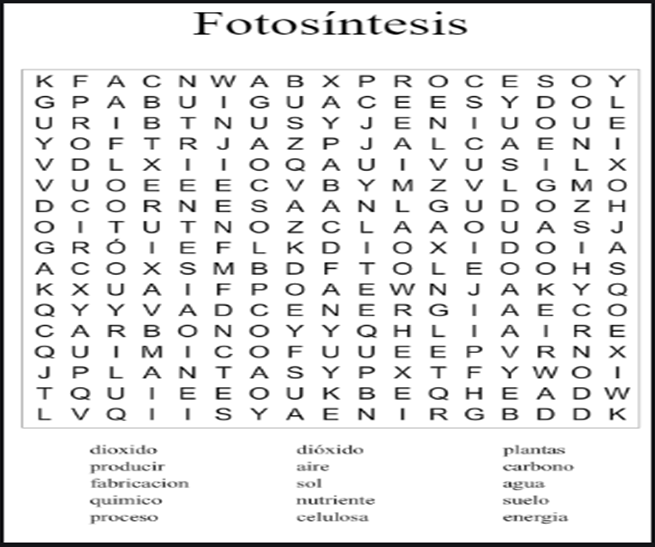 Fotosíntesis
K F A C N W A B X P R O C E S O Y
G P A B U I G U A C E E S Y D O L
U R I B T N U S Y J E N I U O U E
Y O F T R J A Z P J A L C A E N I
V D L X I I O Q A U I V U S I L X
V U O E E E C V B Y M Z V L G M O
D C O R N E S A A N L G U D O Z H
O I T U T N O Z C L A A O U A S J
G R Ó I E F L K D I O X I D O I A
A C O X S M B D F T O L E O O H S
K X U A I F P O A E W N J A K Y Q
Q Y Y V A D C E N E R G I A E C O
C A R B O N O Y Y Q H L I A I R E
Q U I M I C O F U U E E P V R N X
J P L A N T A S Y P X T F Y W O I
T Q U I E E O U K B E Q H E A D W
L V Q I I S Y A E N I R G B D D K
dioxido dióxido plantas
producir aire carbono
fabricacion sol agua
quimico nutriente suelo
proceso celulosa energia